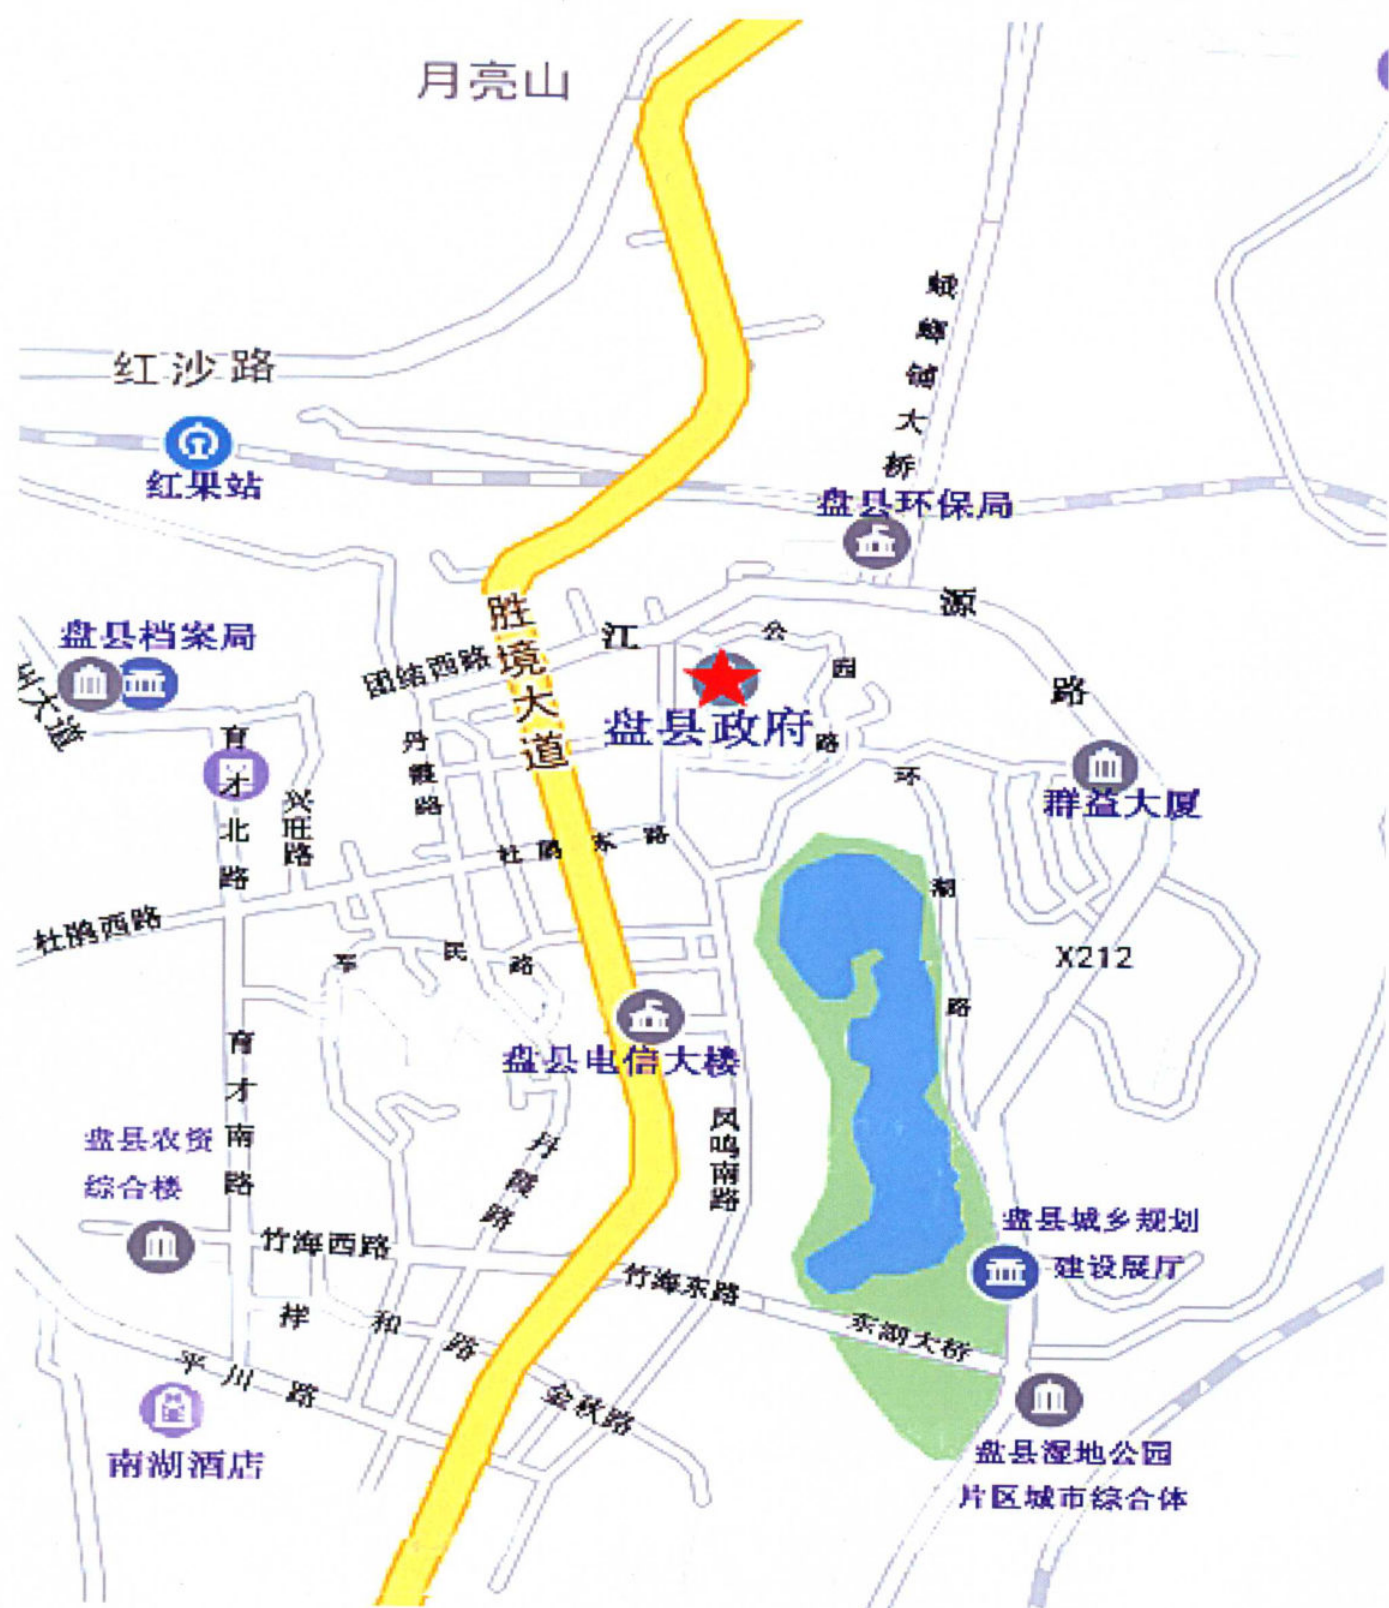 月亮山
红沙路
红果站
大桥
盘县环保局
胜境大道
江源路
公园路
盘县档案局
团结西路
大道
盘县政府
育才北路
兴旺路
丹霞路
环湖路
群益大厦
杜鹃东路
杜鹃西路
军民路
X212
盘县电信大楼
育才南路
凤鸣南路
丹霞路
盘县农资
综合楼
竹海西路
盘县城乡规划
建设展厅
竹海东路
东湖大桥
祥和路
平川路
金秋路
南湖酒店
盘县湿地公园
片区城市综合体